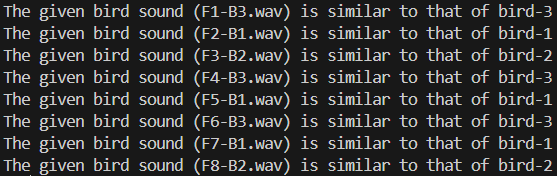 The given bird sound (F1-B3.wav) is similar to that of bird-3
The given bird sound (F2-B1.wav) is similar to that of bird-1
The given bird sound (F3-B2.wav) is similar to that of bird-2
The given bird sound (F4-B3.wav) is similar to that of bird-3
The given bird sound (F5-B1.wav) is similar to that of bird-1
The given bird sound (F6-B3.wav) is similar to that of bird-3
The given bird sound (F7-B1.wav) is similar to that of bird-1
The given bird sound (F8-B2.wav) is similar to that of bird-2